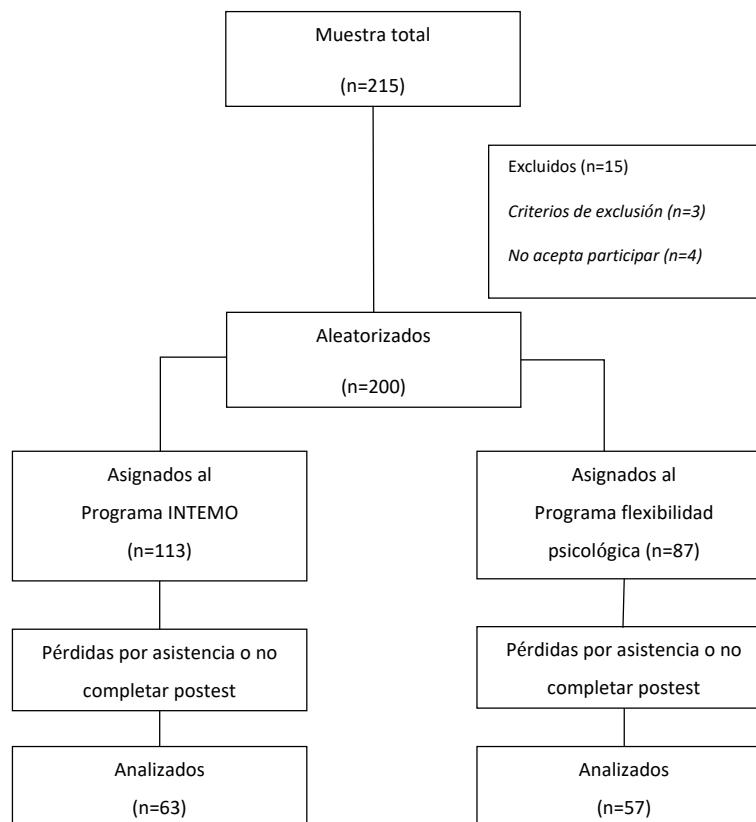 Muestra total
(n=215)
Excluidos (n=15)
Criterios de exclusión (n=3)
No acepta participar (n=4)
Aleatorizados
(n=200)
Asignados al
Programa INTEMO
(n=113)
Asignados al
Programa flexibilidad
psicológica (n=87)
Pérdidas por asistencia o no
completar postest
Pérdidas por asistencia o no
completar postest
Analizados
(n=63)
Analizados
(n=57)